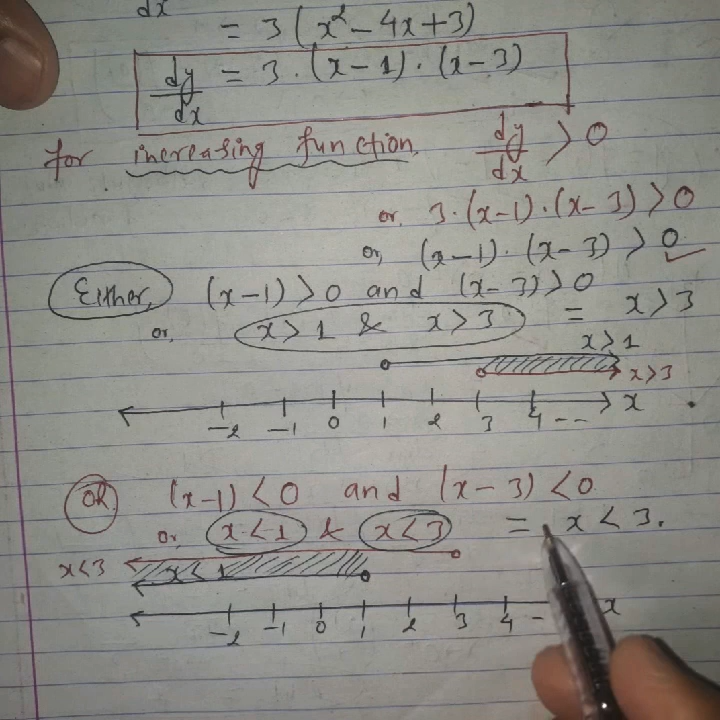 dx
= 3 (x² - 4x + 3)
dy/dx = 3 . (x - 1) . (x - 3)
for increasing function, dy/dx > 0
or, 3 . (x - 1) . (x - 3) > 0
or, (x - 1) . (x - 3) > 0
Either, (x - 1) > 0 and (x - 3) > 0
or, x > 1 & x > 3 = x > 3
x > 1
x > 3
-2 -1 0 1 2 3 4 -- x
OR (x - 1) < 0 and (x - 3) < 0
or, x < 1 & x < 3 = x < 3.
x < 3 x < 1
-2 -1 0 1 2 3 4 - x